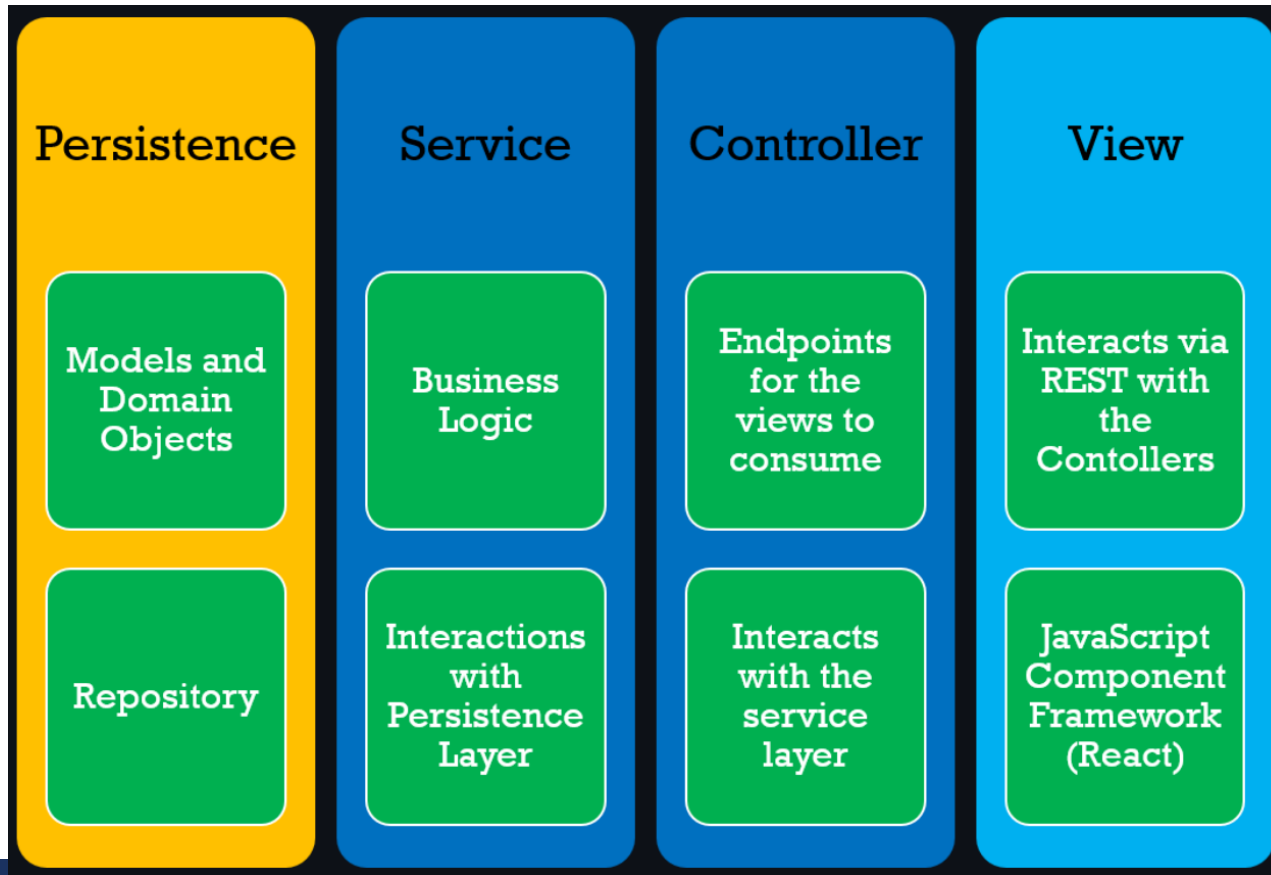 Persistence
Models and
Domain
Objects
Repository
Service
Business
Logic
Interactions
with
Persistence
Layer
Controller
Endpoints
for the
views to
consume
Interacts
with the
service
layer
View
Interacts via
REST with
the
Contollers
JavaScript
Component
Framework
(React)